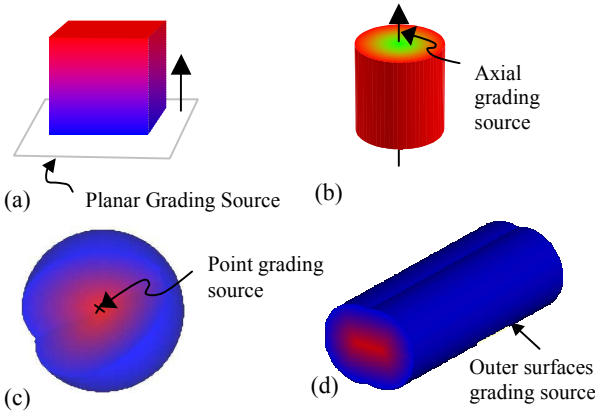 (a)
Planar Grading Source
(b)
Axial
grading
source
(c)
Point grading
source
(d)
Outer surfaces
grading source